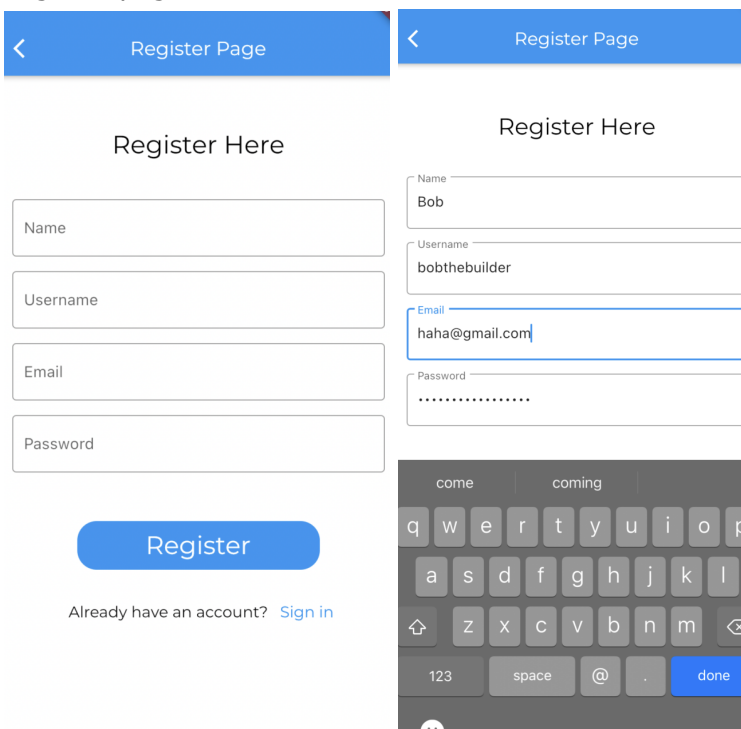 Register Page
Register Here
Name
Username
Email
Password
Register
Already have an account? Sign in
Register Page
Register Here
Name
Bob
Username
bobthebuilder
Email
haha@gmail.com
Password
.................
come coming
q w e r t y u i o p
a s d f g h j k l
z x c v b n m
123 space @ . done